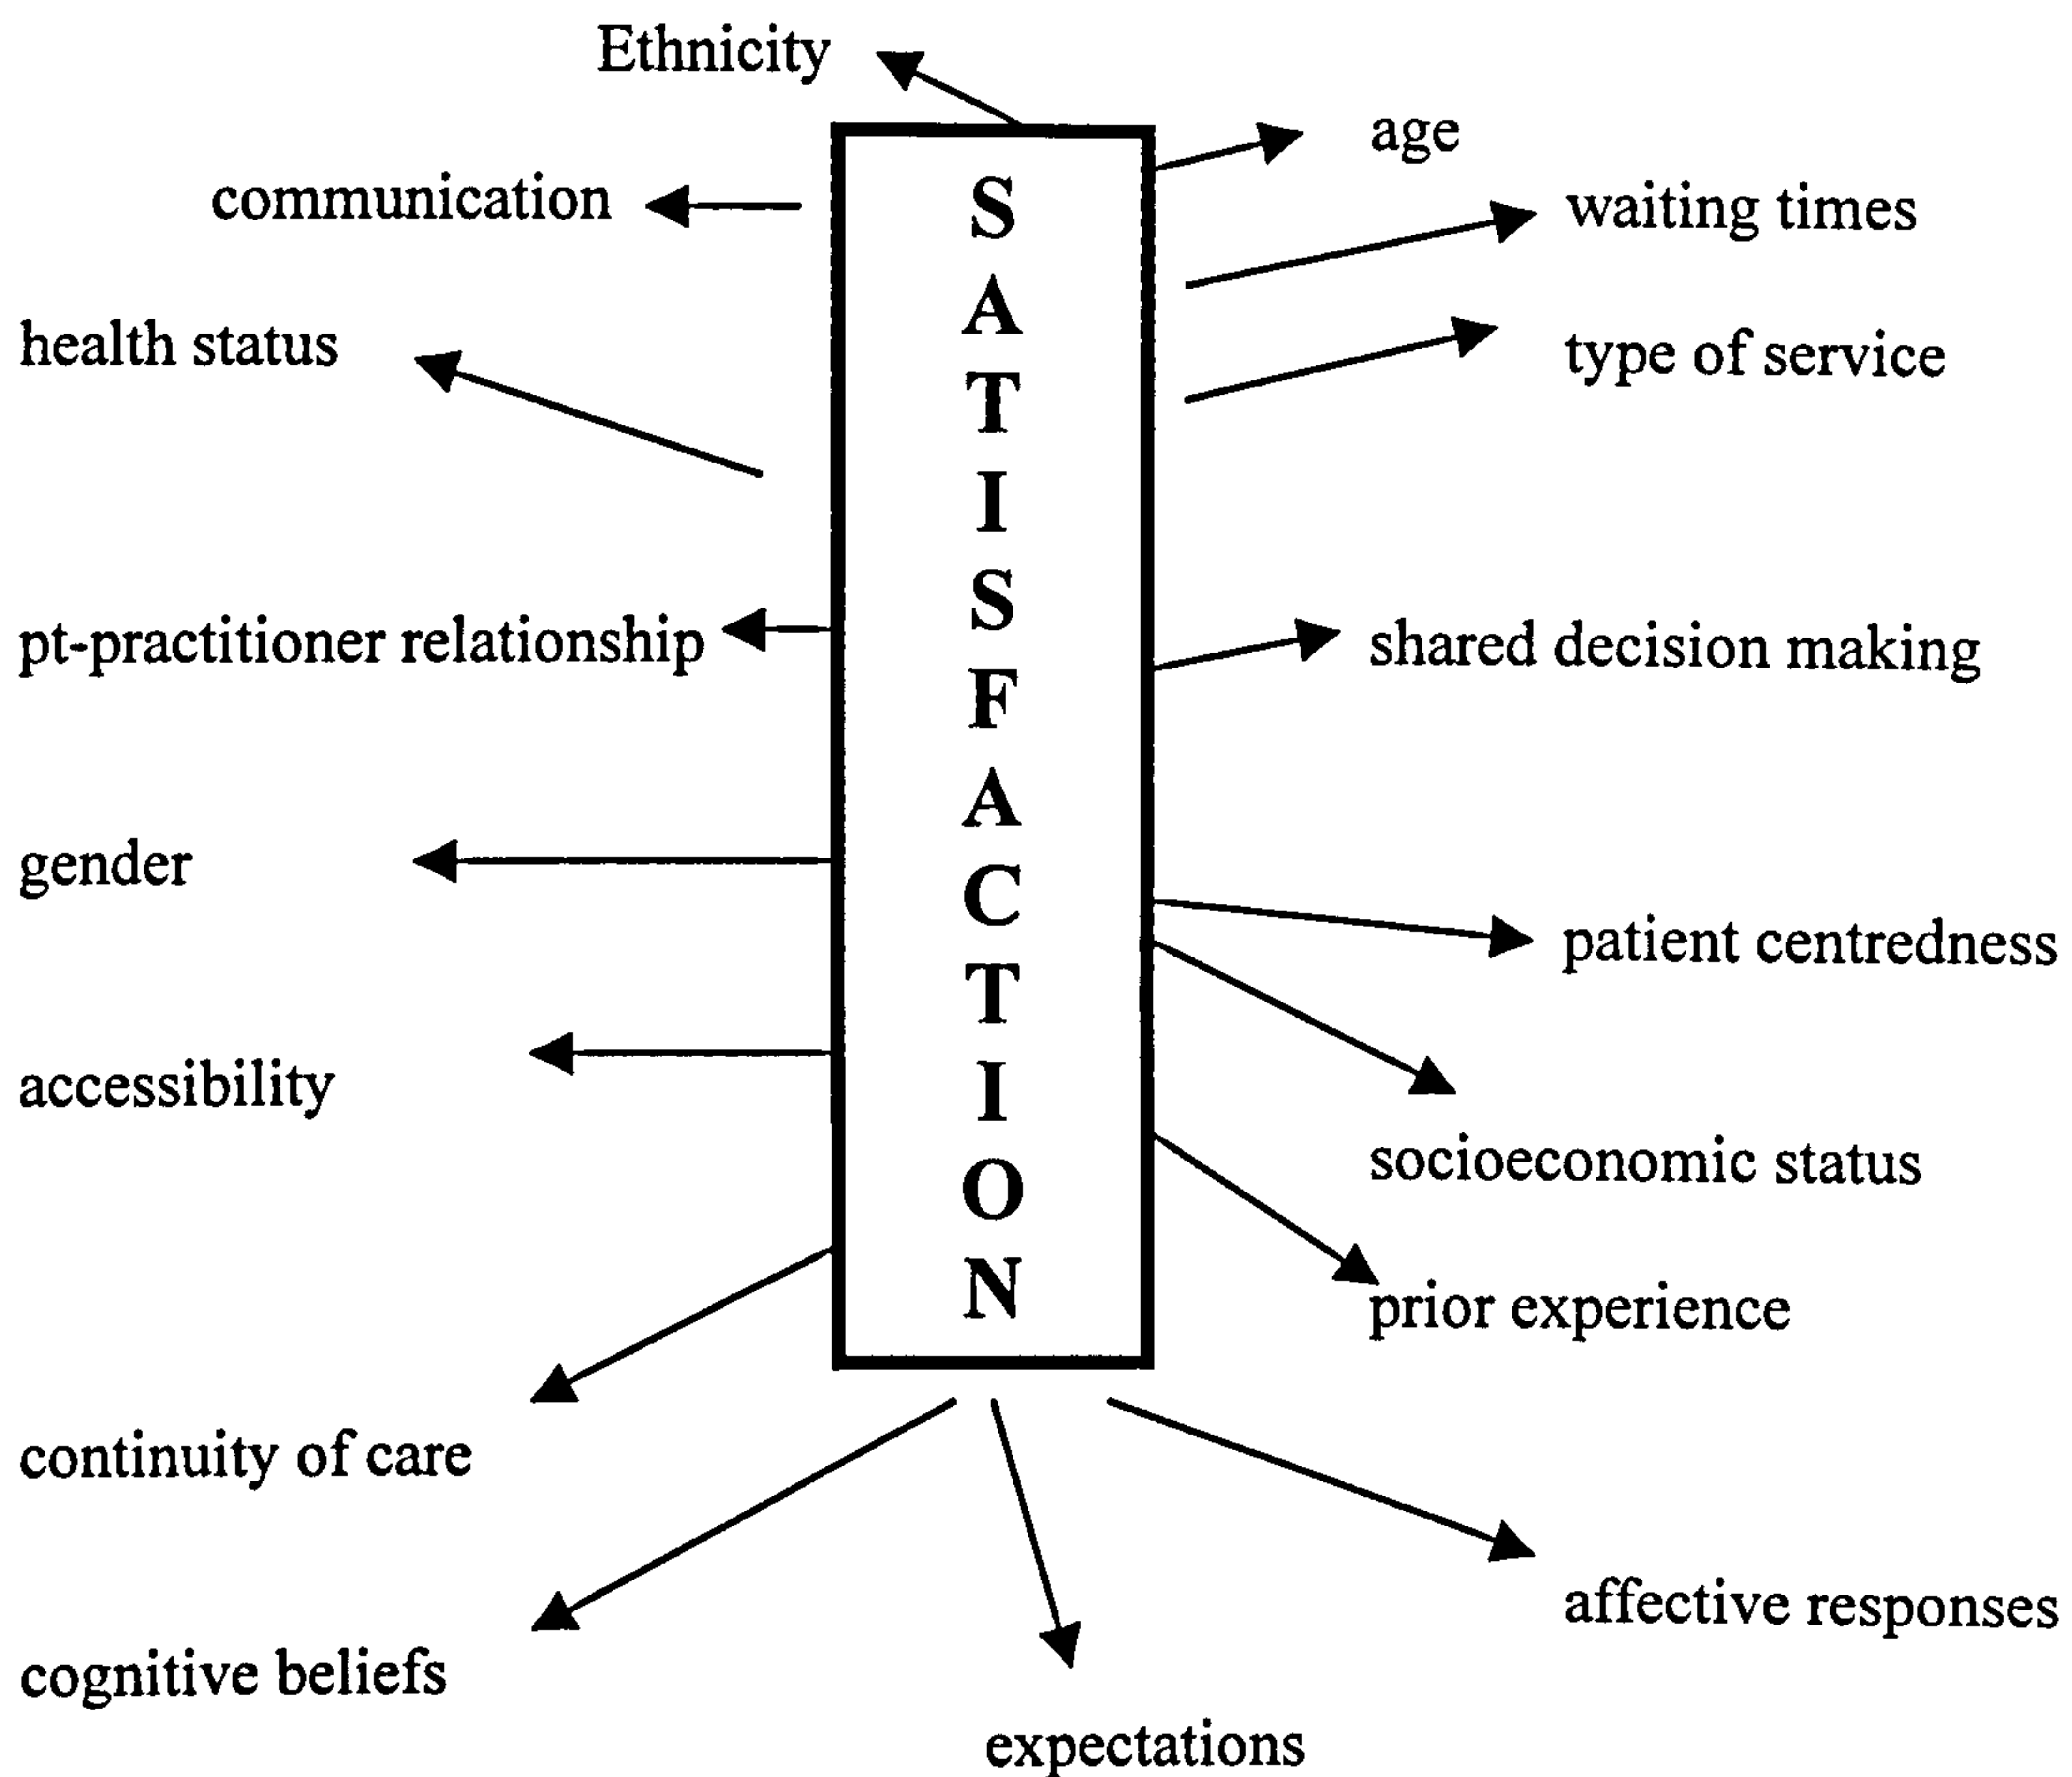 Ethnicity
age
communication
waiting times
health status
type of service
pt-practitioner relationship
shared decision making
gender
patient centredness
accessibility
socioeconomic status
prior experience
continuity of care
affective responses
cognitive beliefs
expectations
S
A
T
I
S
F
A
C
T
I
O
N